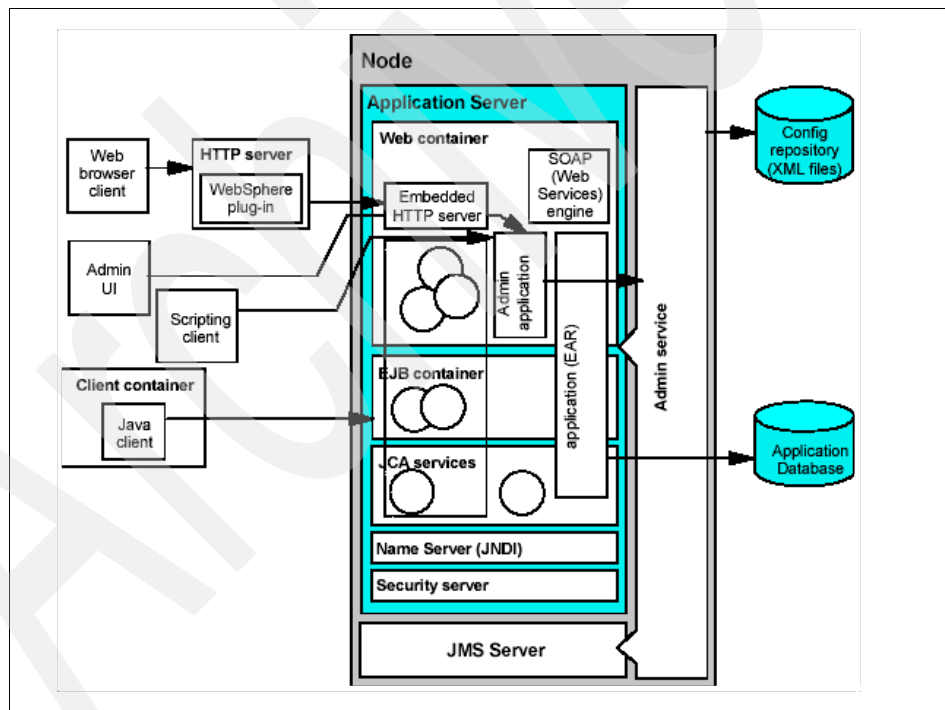 Node
Application Server
Web container
Web
browser
client
HTTP server
WebSphere
plug-in
Embedded
HTTP server
SOAP
(Web
Services)
engine
Config
repository
(XML files)
Admin
UI
Scripting
client
Admin
application
application (EAR)
Admin service
Client container
Java
client
EJB container
JCA services
Application
Database
Name Server (JNDI)
Security server
JMS Server